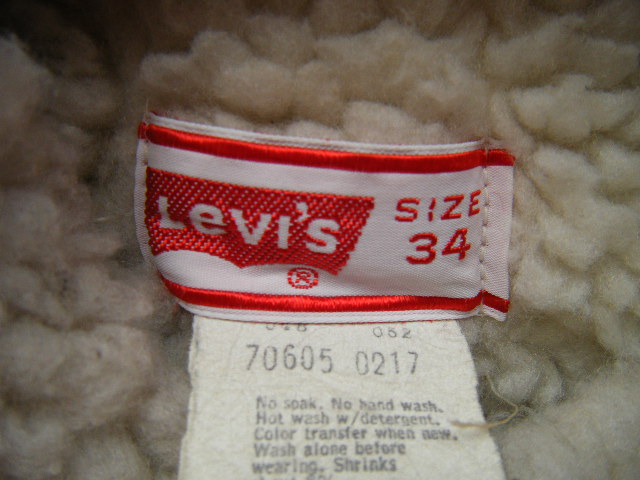 Levi's ®
SIZE
34
052
70605 0217
No soak. No hand wash.
Hot wash w/detergent.
Color transfer when new.
Wash alone before
wearing. Shrinks